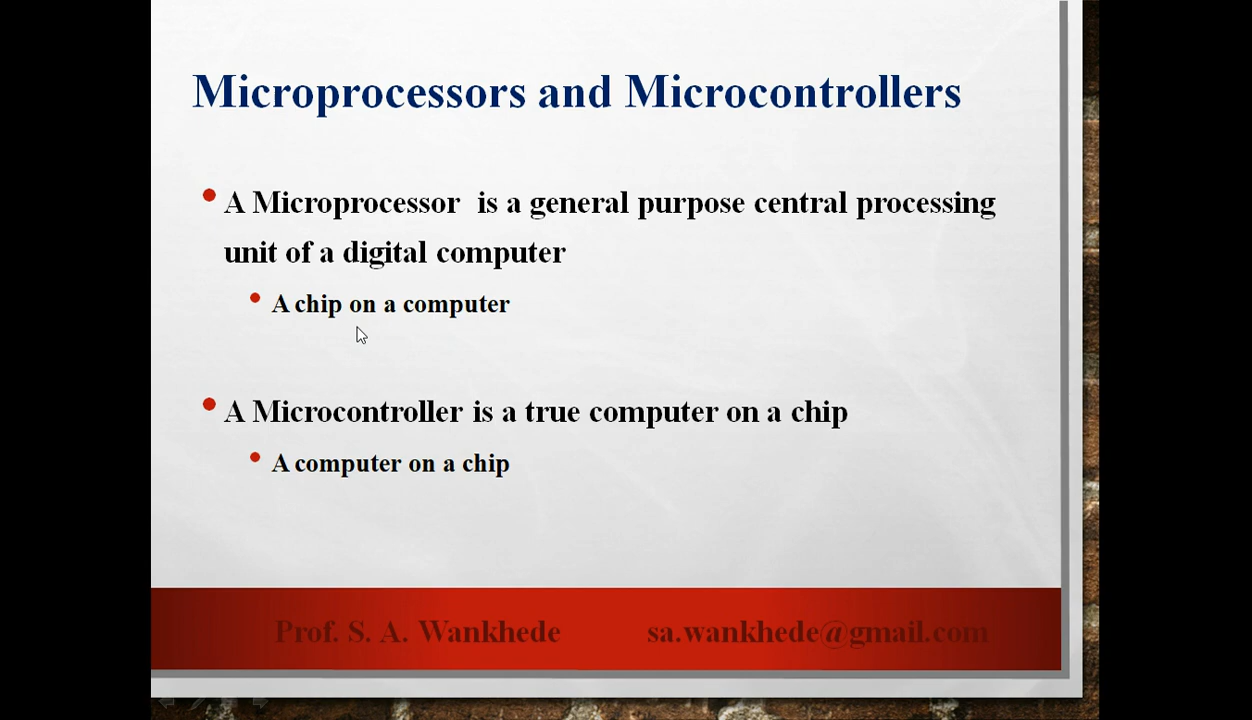 Microprocessors and Microcontrollers
A Microprocessor is a general purpose central processing
unit of a digital computer
A chip on a computer
A Microcontroller is a true computer on a chip
A computer on a chip
Prof. S. A. Wankhede sa.wankhede@gmail.com